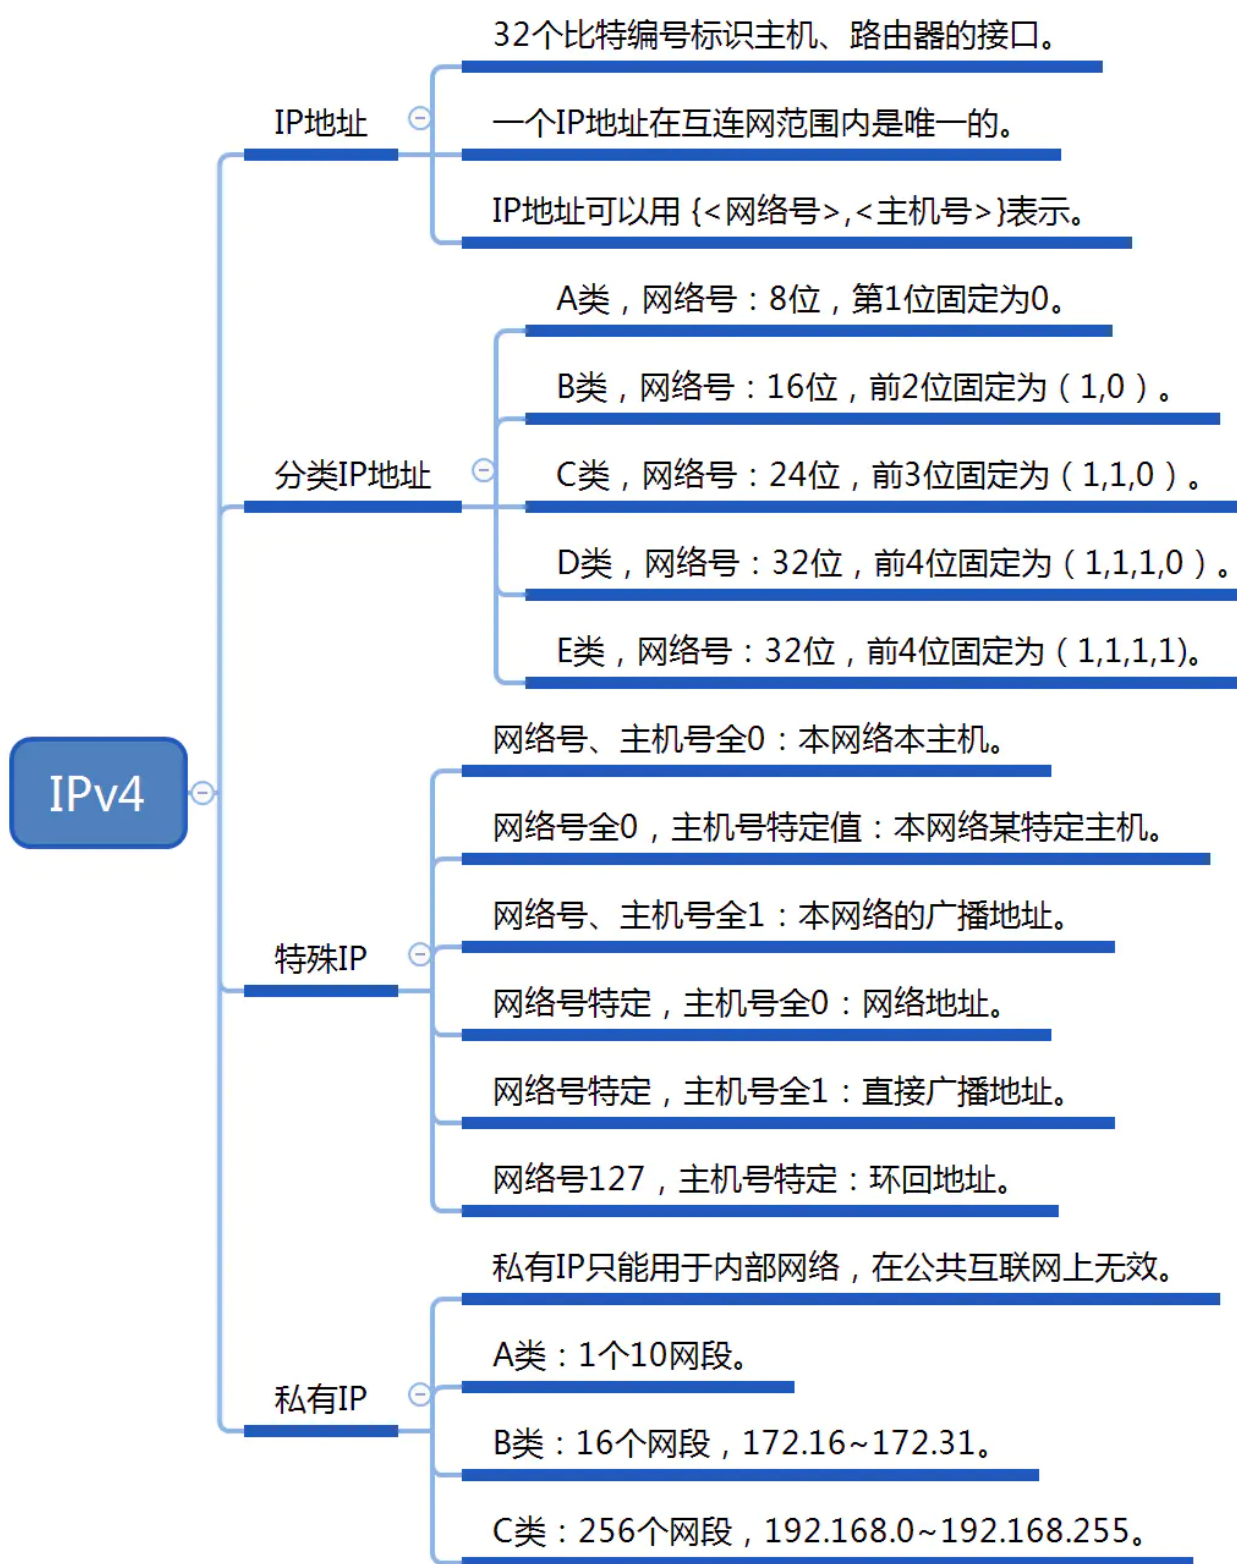 IPv4
IP地址
32个比特编号标识主机、路由器的接口。
一个IP地址在互连网范围内是唯一的。
IP地址可以用 {<网络号>,<主机号>}表示。
分类IP地址
A类，网络号：8位，第1位固定为0。
B类，网络号：16位，前2位固定为（1,0）。
C类，网络号：24位，前3位固定为（1,1,0）。
D类，网络号：32位，前4位固定为（1,1,1,0）。
E类，网络号：32位，前4位固定为（1,1,1,1)。
特殊IP
网络号、主机号全0：本网络本主机。
网络号全0，主机号特定值：本网络某特定主机。
网络号、主机号全1：本网络的广播地址。
网络号特定，主机号全0：网络地址。
网络号特定，主机号全1：直接广播地址。
网络号127，主机号特定：环回地址。
私有IP
私有IP只能用于内部网络，在公共互联网上无效。
A类：1个10网段。
B类：16个网段，172.16~172.31。
C类：256个网段，192.168.0~192.168.255。